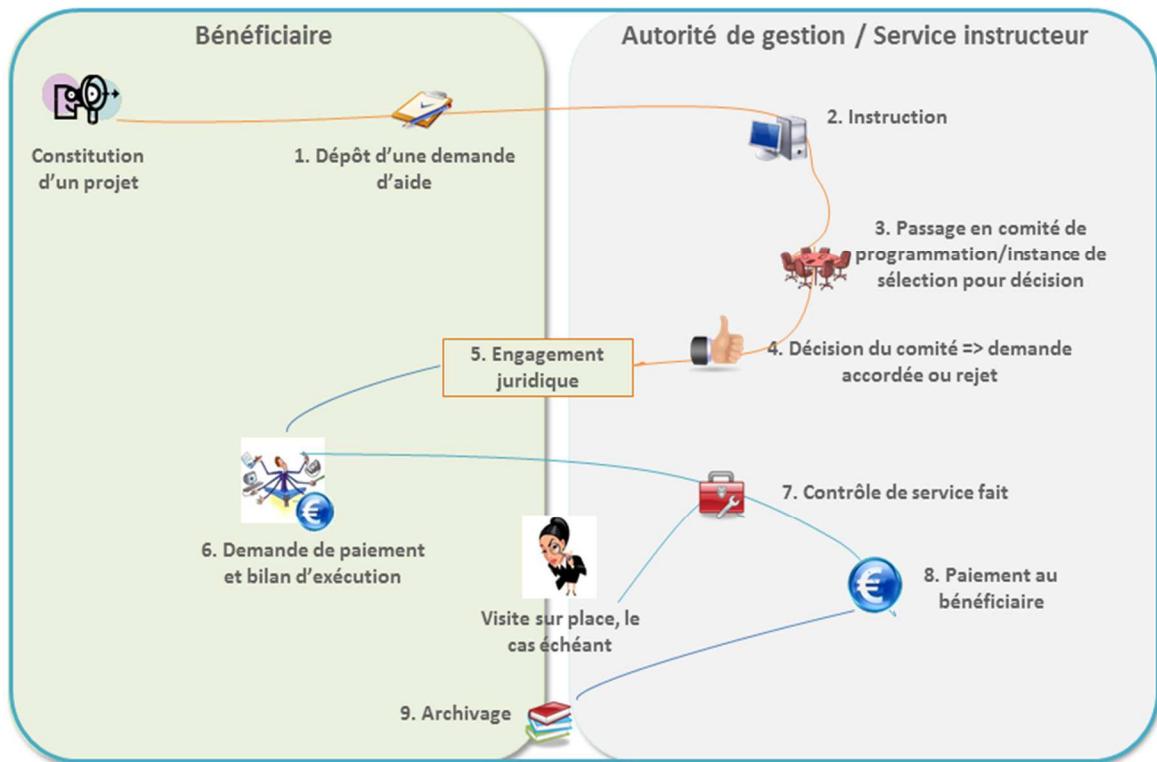 Bénéficiaire
Autorité de gestion / Service instructeur
Constitution
d'un projet
1. Dépôt d'une demande
d'aide
2. Instruction
3. Passage en comité de
programmation/instance de
sélection pour décision
4. Décision du comité => demande
accordée ou rejet
5. Engagement
juridique
6. Demande de paiement
et bilan d'exécution
7. Contrôle de service fait
Visite sur place, le
cas échéant
8. Paiement au
bénéficiaire
9. Archivage